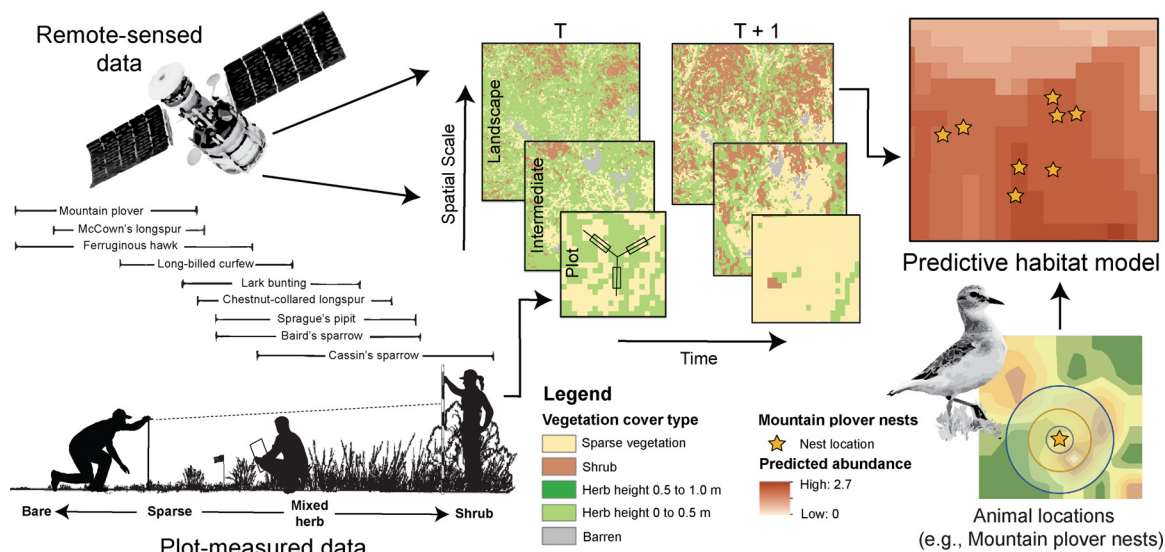 Remote-sensed
data
T
T + 1
Spatial Scale
Landscape
Intermediate
Plot
Time
Predictive habitat model
Mountain plover
McCown's longspur
Ferruginous hawk
Long-billed curfew
Lark bunting
Chestnut-collared longspur
Sprague's pipit
Baird's sparrow
Cassin's sparrow
Bare
Sparse
Mixed
herb
Shrub
Plot-measured data
Legend
Vegetation cover type
Sparse vegetation
Shrub
Herb height 0.5 to 1.0 m
Herb height 0 to 0.5 m
Barren
Mountain plover nests
Nest location
Predicted abundance
High: 2.7
Low: 0
Animal locations
(e.g., Mountain plover nests)